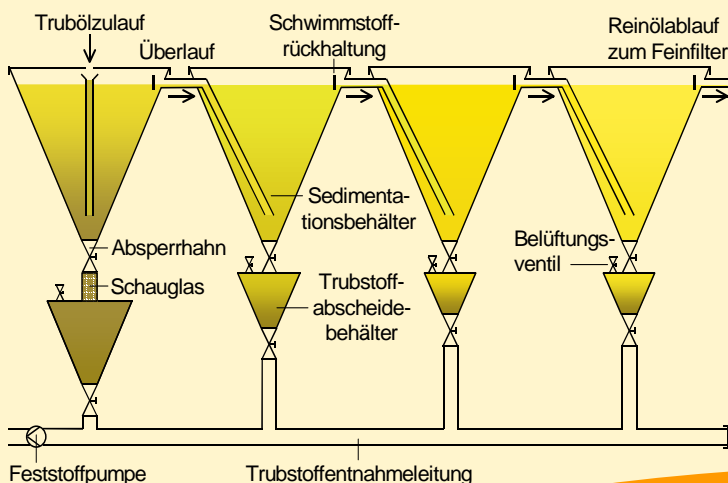 Trubölzulauf
Überlauf
Schwimmstoff-
rückhaltung
Reinölablauf
zum Feinfilter
Sedimenta-
tionsbehälter
Absperrhahn
Belüftungs-
ventil
Schauglas
Trubstoff-
abscheide-
behälter
Feststoffpumpe
Trubstoffentnahmeleitung